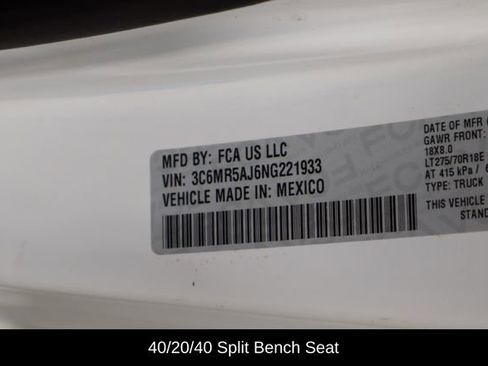 MFD BY: FCA US LLC
VIN: 3C6MR5AJ6NG221933
VEHICLE MADE IN: MEXICO
DATE OF MFR
GAWR FRONT:
18X8.0
LT275/70R18E
AT 415 kPa /
TYPE: TRUCK
THIS VEHICLE
STAND
40/20/40 Split Bench Seat